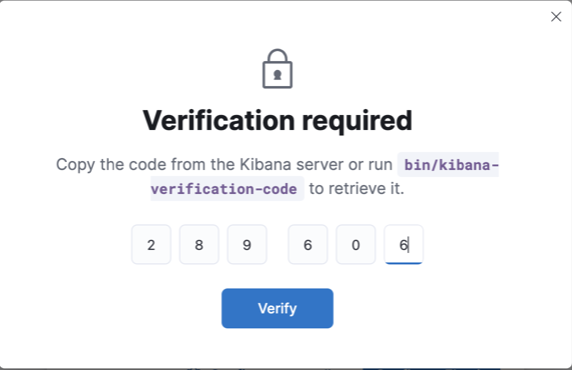 Verification required
Copy the code from the Kibana server or run bin/kibana-
verification-code to retrieve it.
2 8 9 6 0 6
Verify